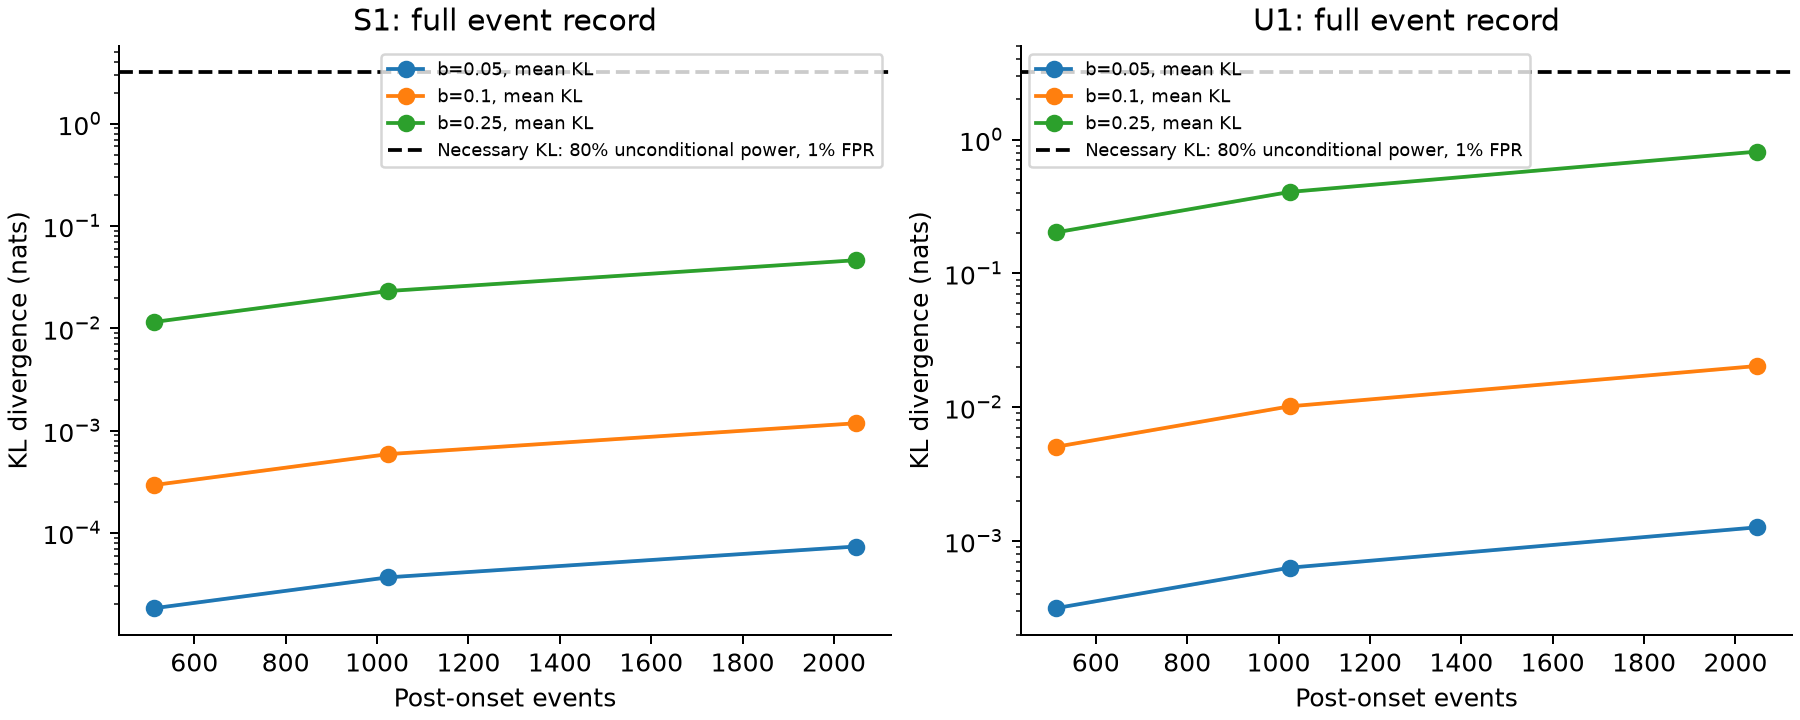 S1: full event record
KL divergence (nats)
10⁰
10⁻¹
10⁻²
10⁻³
10⁻⁴
b=0.05, mean KL
b=0.1, mean KL
b=0.25, mean KL
Necessary KL: 80% unconditional power, 1% FPR
600 800 1000 1200 1400 1600 1800 2000
Post-onset events
U1: full event record
KL divergence (nats)
10⁰
10⁻¹
10⁻²
10⁻³
b=0.05, mean KL
b=0.1, mean KL
b=0.25, mean KL
Necessary KL: 80% unconditional power, 1% FPR
600 800 1000 1200 1400 1600 1800 2000
Post-onset events